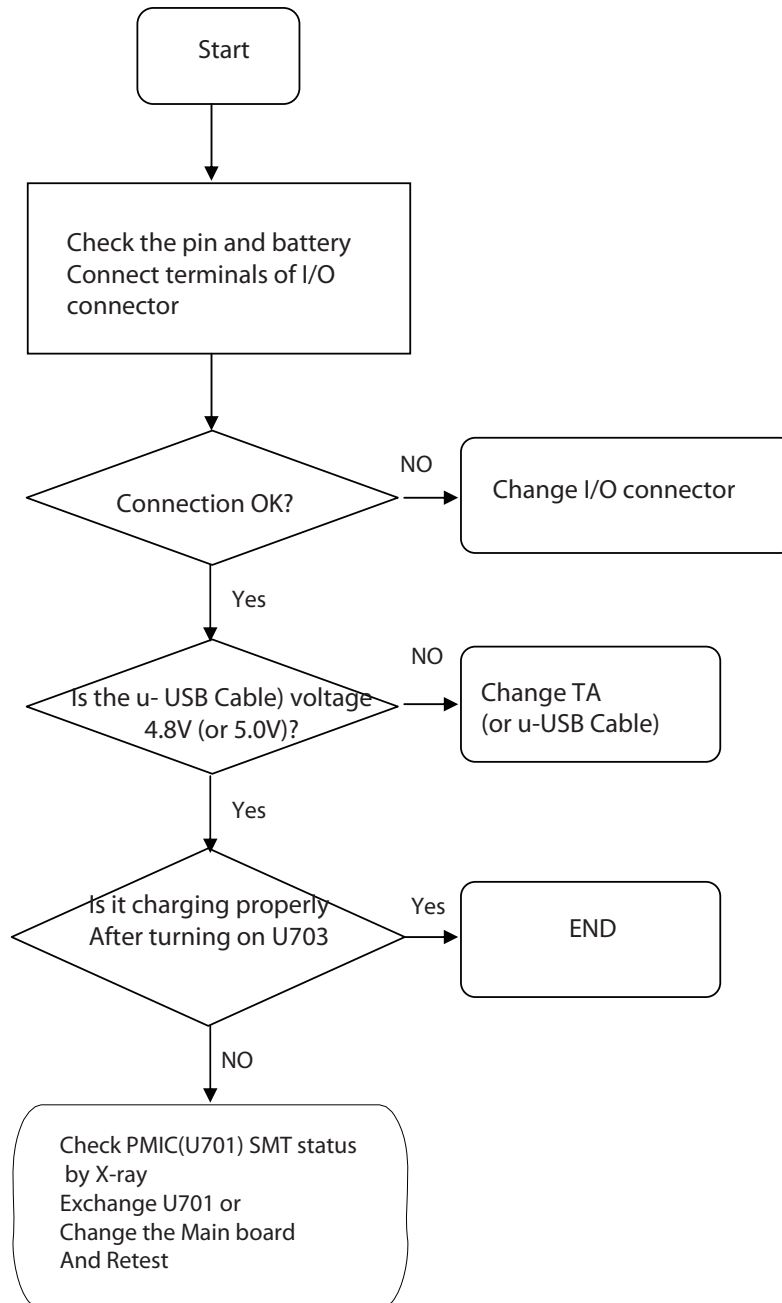 Start
Check the pin and battery
Connect terminals of I/O
connector
Connection OK?
NO
Change I/O connector
Yes
Is the u- USB Cable) voltage
4.8V (or 5.0V)?
NO
Change TA
(or u-USB Cable)
Yes
Is it charging properly
After turning on U703
Yes
END
NO
Check PMIC(U701) SMT status
by X-ray
Exchange U701 or
Change the Main board
And Retest